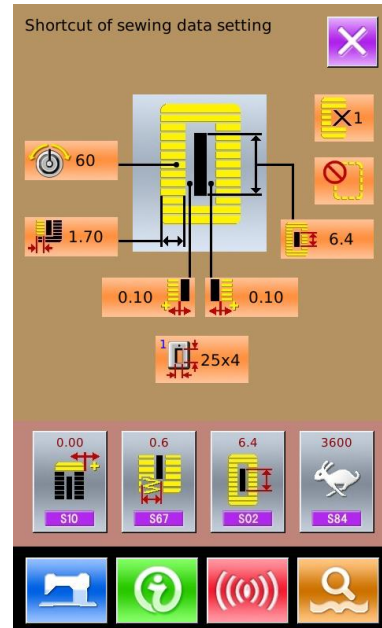 Shortcut of sewing data setting
X1
60
1.70
6.4
0.10
0.10
1
25x4
0.00
0.6
6.4
3600
S10
S67
S02
S84